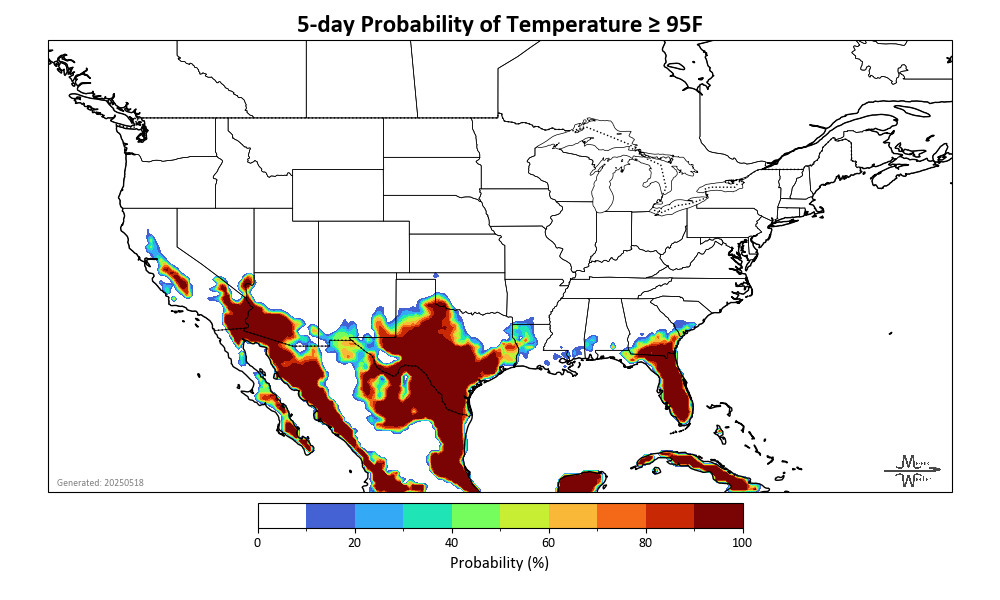 5-day Probability of Temperature ≥ 95F
Generated: 20250518
0 20 40 60 80 100
Probability (%)